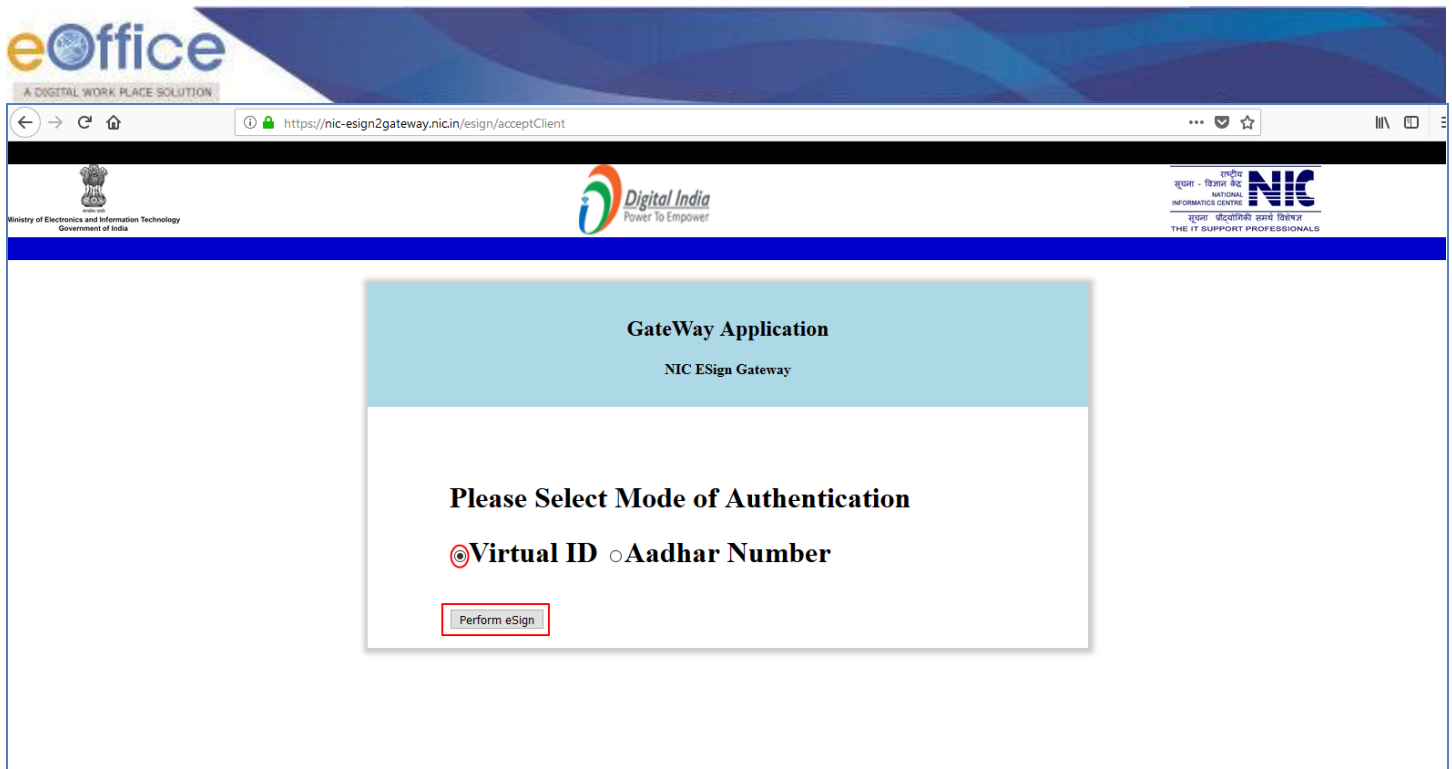 eOffice
A DIGITAL WORK PLACE SOLUTION
https://nic-esign2gateway.nic.in/esign/acceptClient
Ministry of Electronics and Information Technology
Government of India
Digital India
Power To Empower
राष्ट्रीय
सूचना - विज्ञान केंद्र
NATIONAL
INFORMATICS CENTRE
NIC
THE IT SUPPORT PROFESSIONALS
GateWay Application
NIC ESign Gateway
Please Select Mode of Authentication
Virtual ID Aadhar Number
Perform eSign